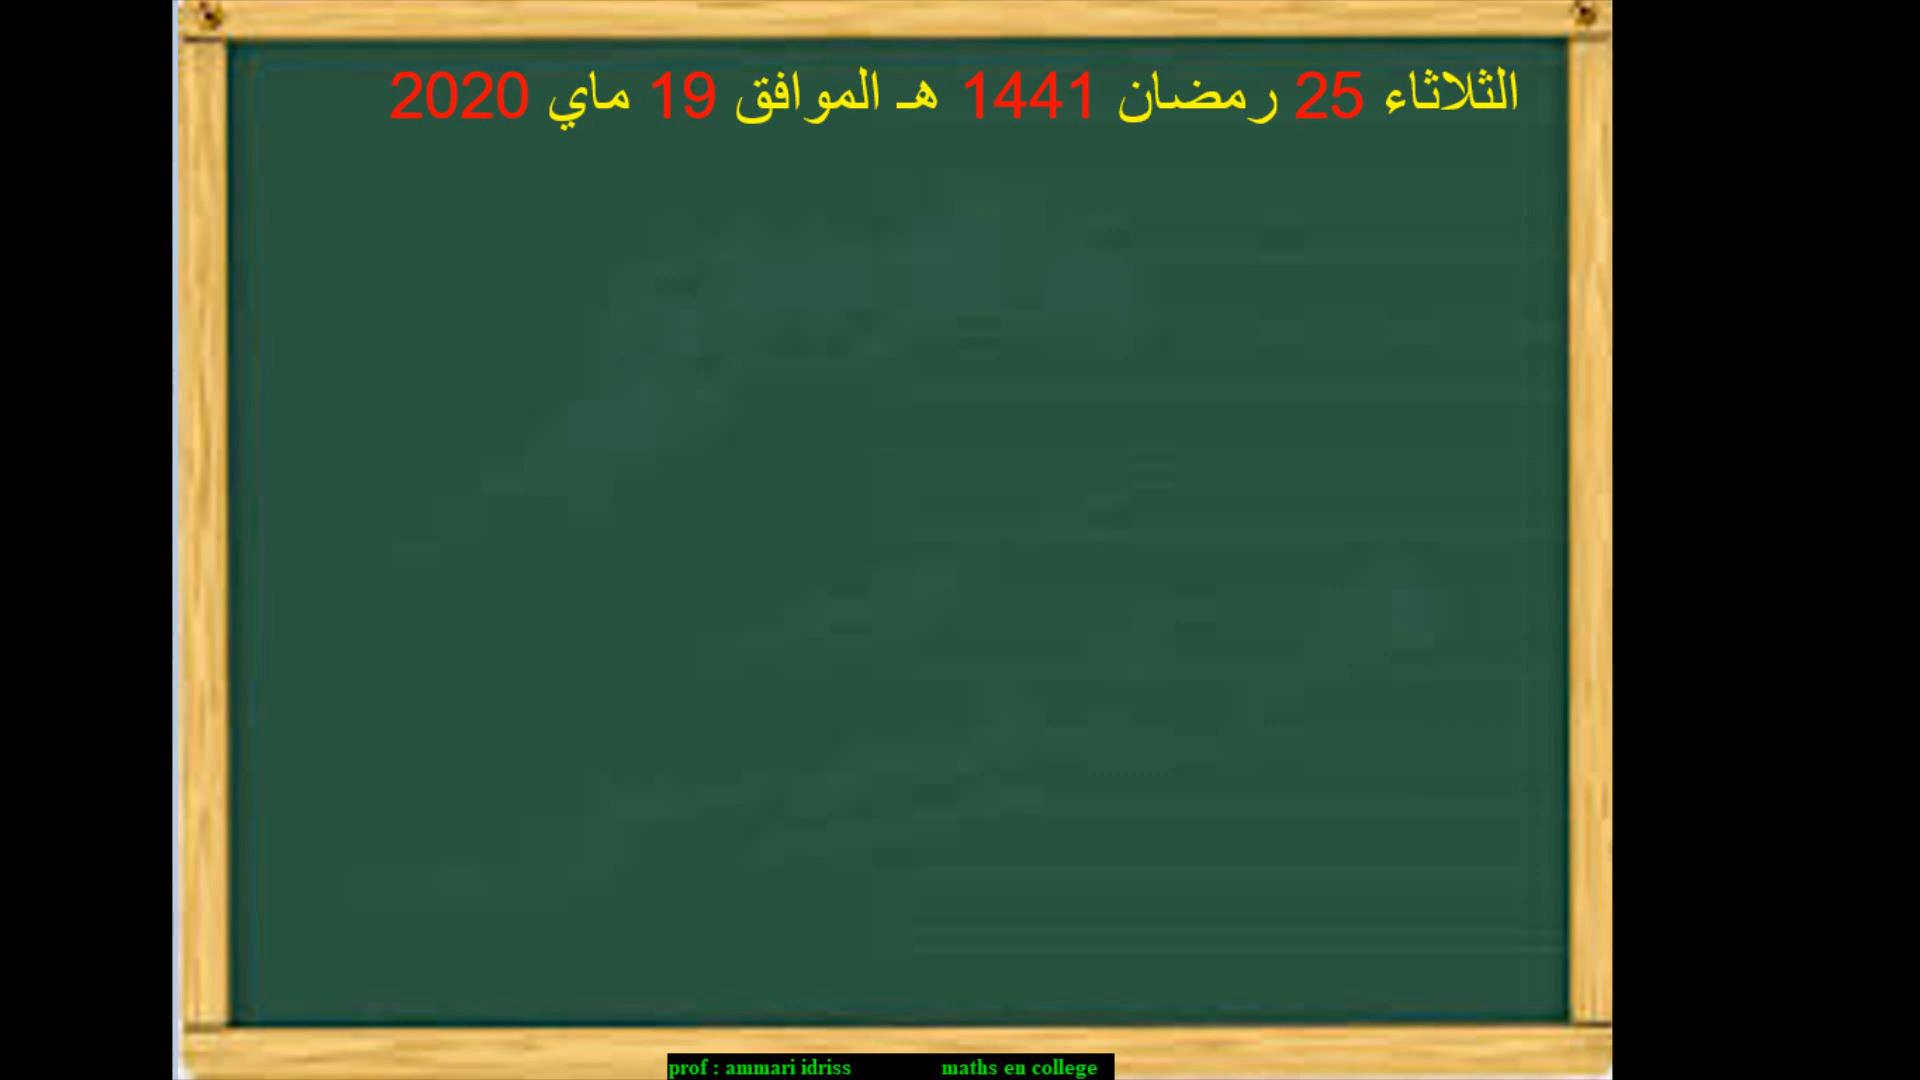 الثلاثاء 25 رمضان 1441 هـ الموافق 19 ماي 2020
prof : ammari idriss maths en college